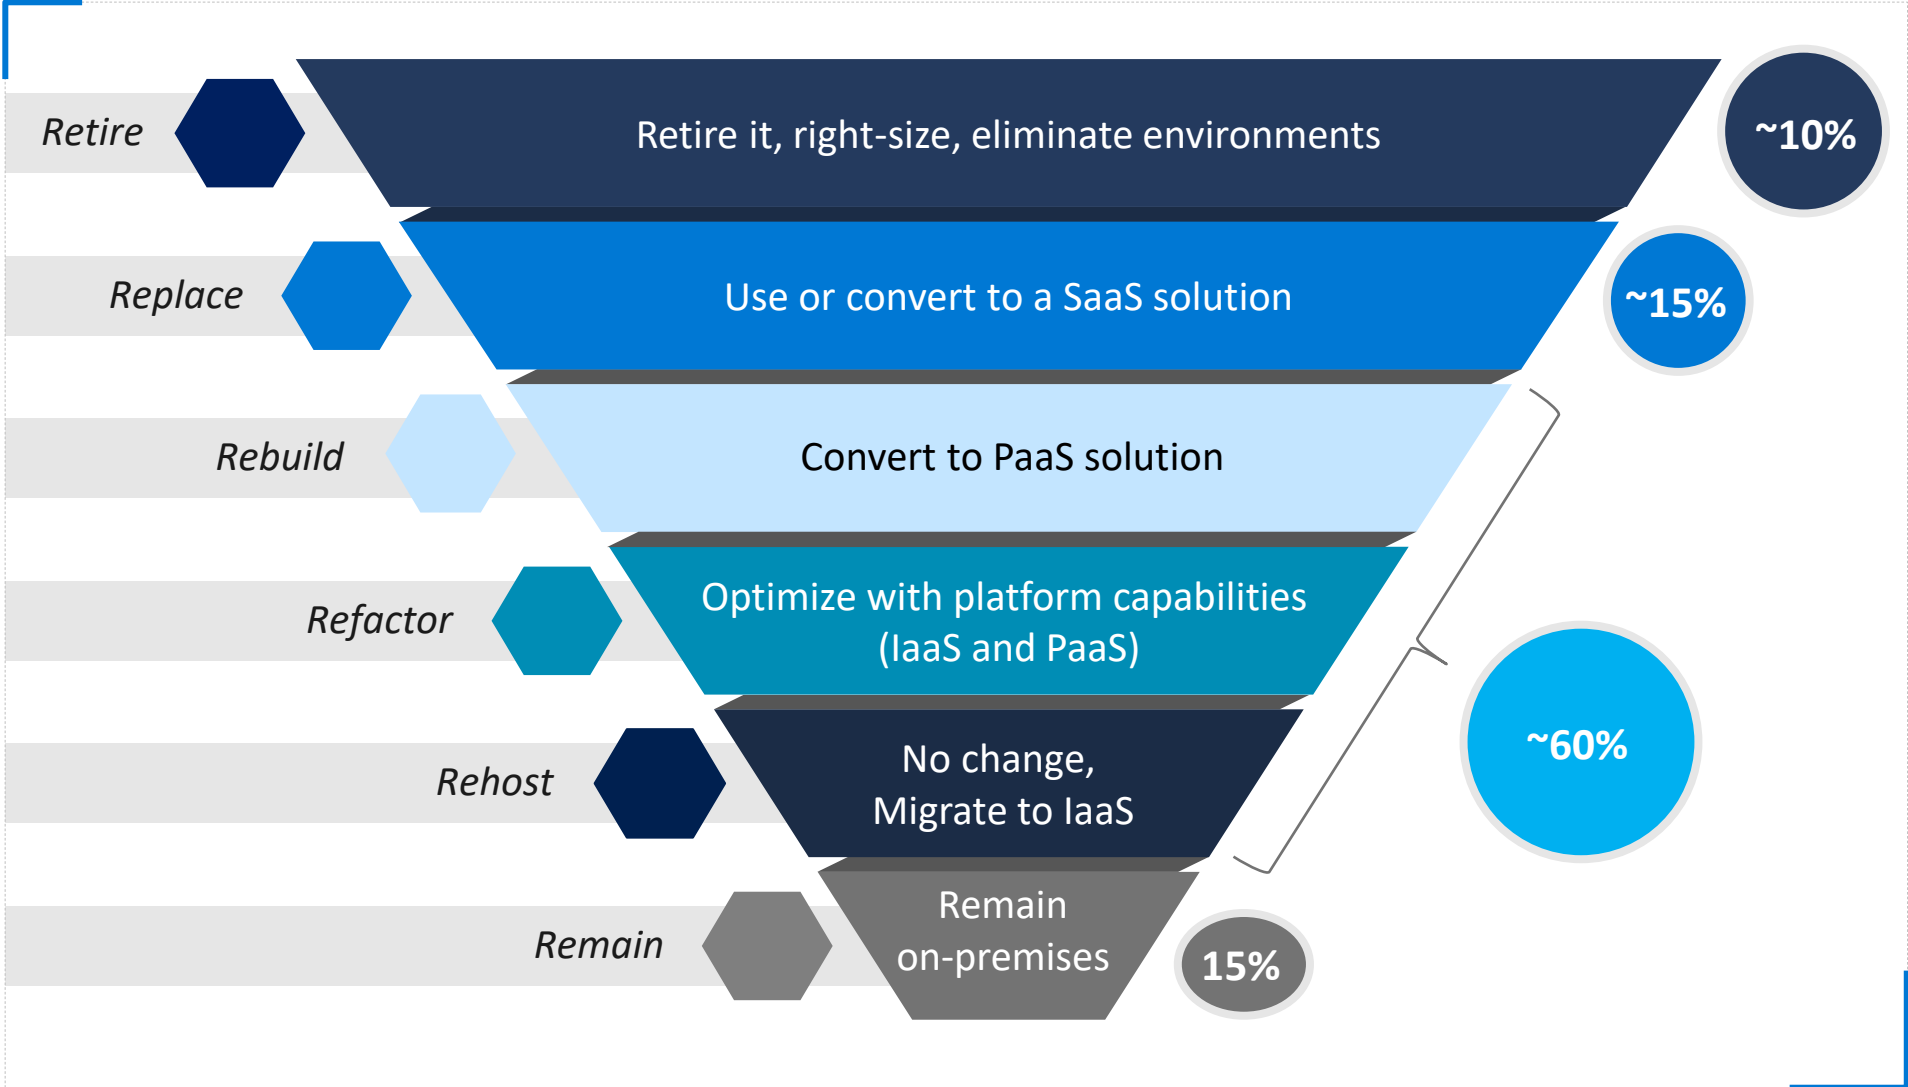 Retire
Retire it, right-size, eliminate environments
~10%
Replace
Use or convert to a SaaS solution
~15%
Rebuild
Convert to PaaS solution
Refactor
Optimize with platform capabilities
(IaaS and PaaS)
~60%
Rehost
No change,
Migrate to IaaS
Remain
Remain
on-premises
15%